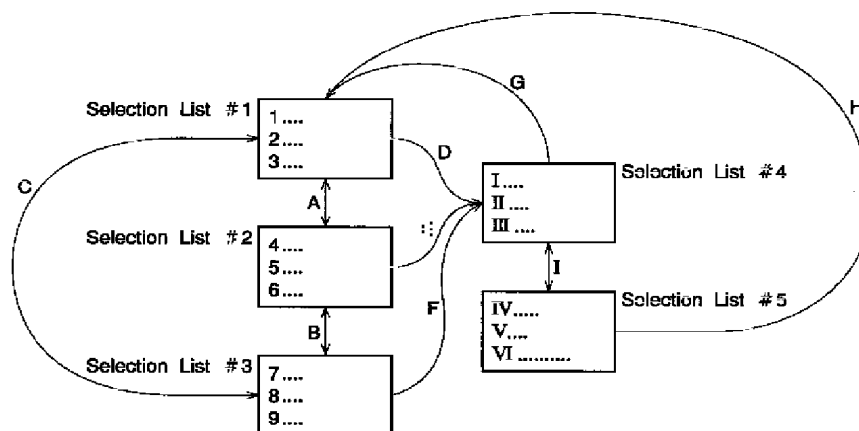 G
H
Selection List #1
1....
2....
3....
D
C
Selection List #4
I....
II....
III....
A
E
Selection List #2
4....
5....
6....
I
F
B
Selection List #5
IV.....
V....
VI..........
Selection List #3
7....
8....
9....